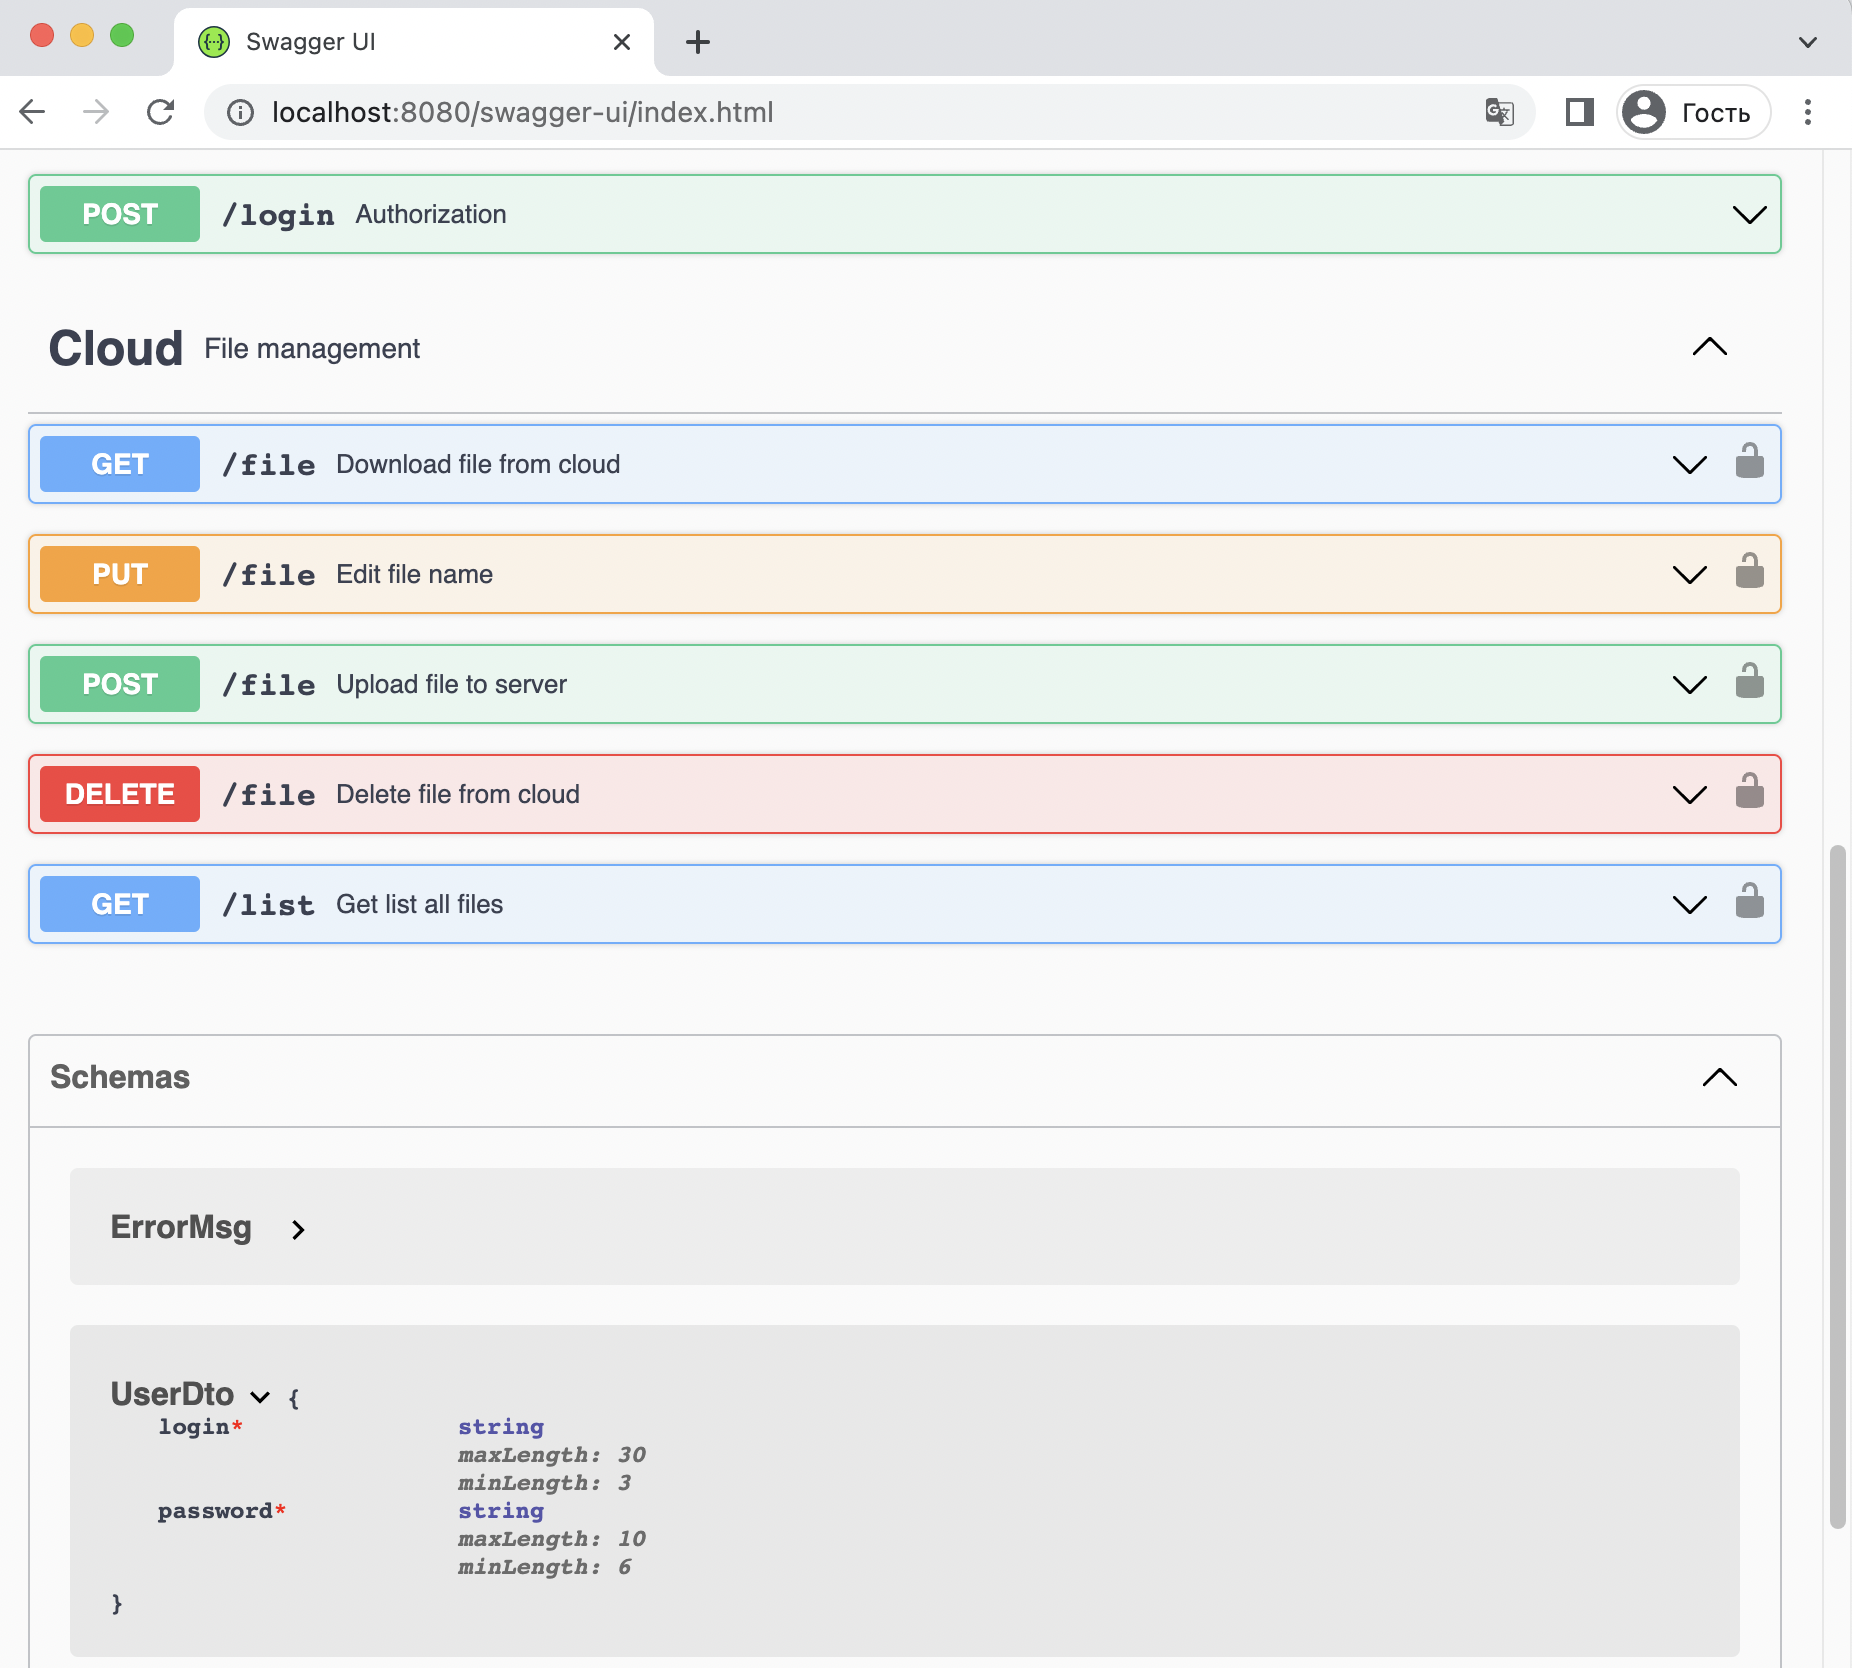 Swagger UI
localhost:8080/swagger-ui/index.html
Гость
POST /login Authorization
Cloud File management
GET /file Download file from cloud
PUT /file Edit file name
POST /file Upload file to server
DELETE /file Delete file from cloud
GET /list Get list all files
Schemas
ErrorMsg
UserDto {
login* string
maxLength: 30
minLength: 3
password* string
maxLength: 10
minLength: 6
}